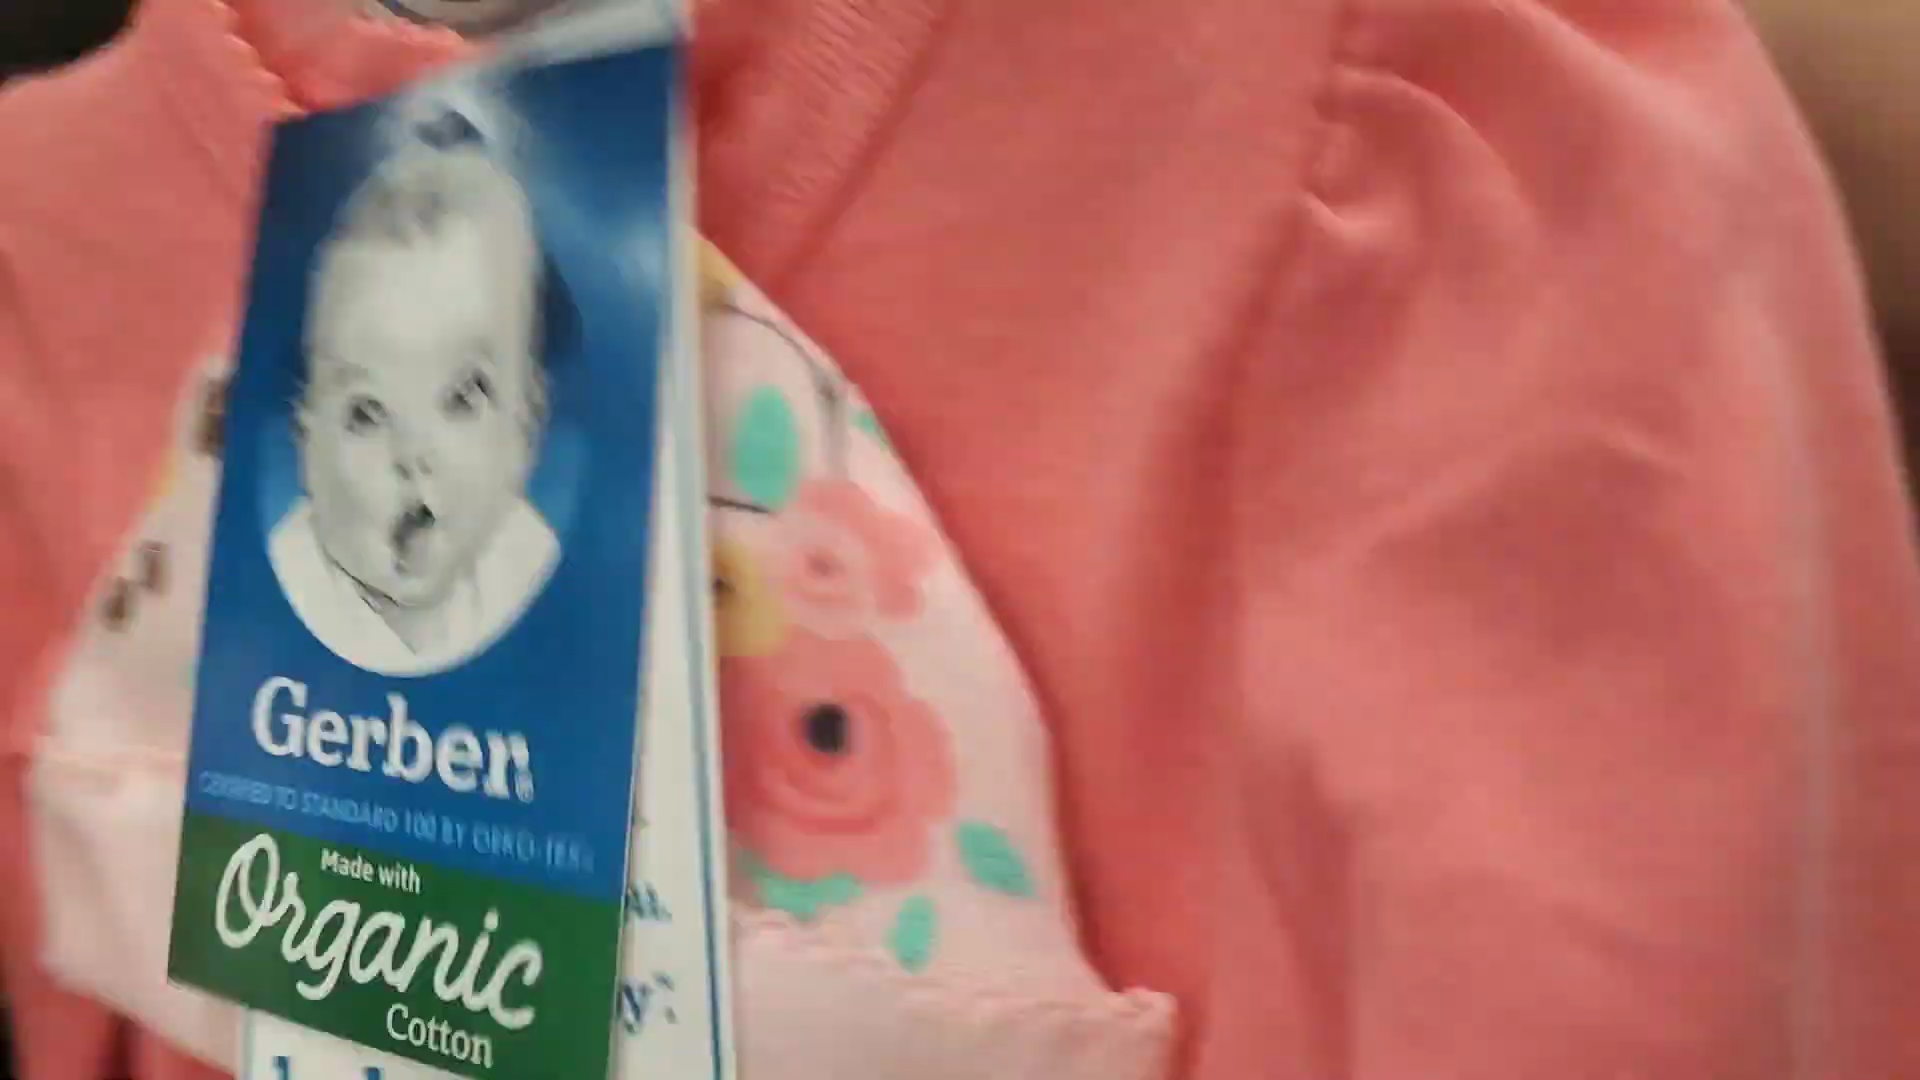 Gerber®
CERTIFIED TO STANDARD 100 BY OEKO-TEX®
Made with
Organic
Cotton